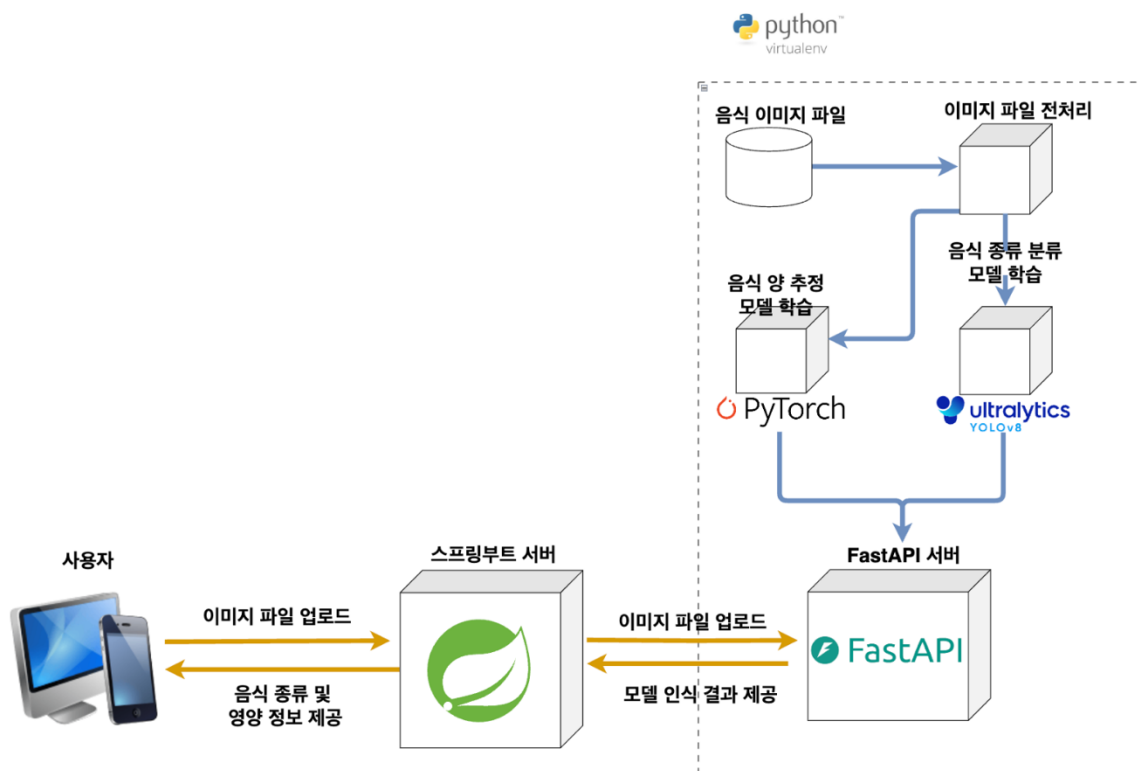 python™
virtualenv
음식 이미지 파일
이미지 파일 전처리
음식 종류 분류
모델 학습
음식 양 추정
모델 학습
PyTorch
ultralytics
YOLOv8
사용자
스프링부트 서버
FastAPI 서버
이미지 파일 업로드
이미지 파일 업로드
FastAPI
음식 종류 및
영양 정보 제공
모델 인식 결과 제공